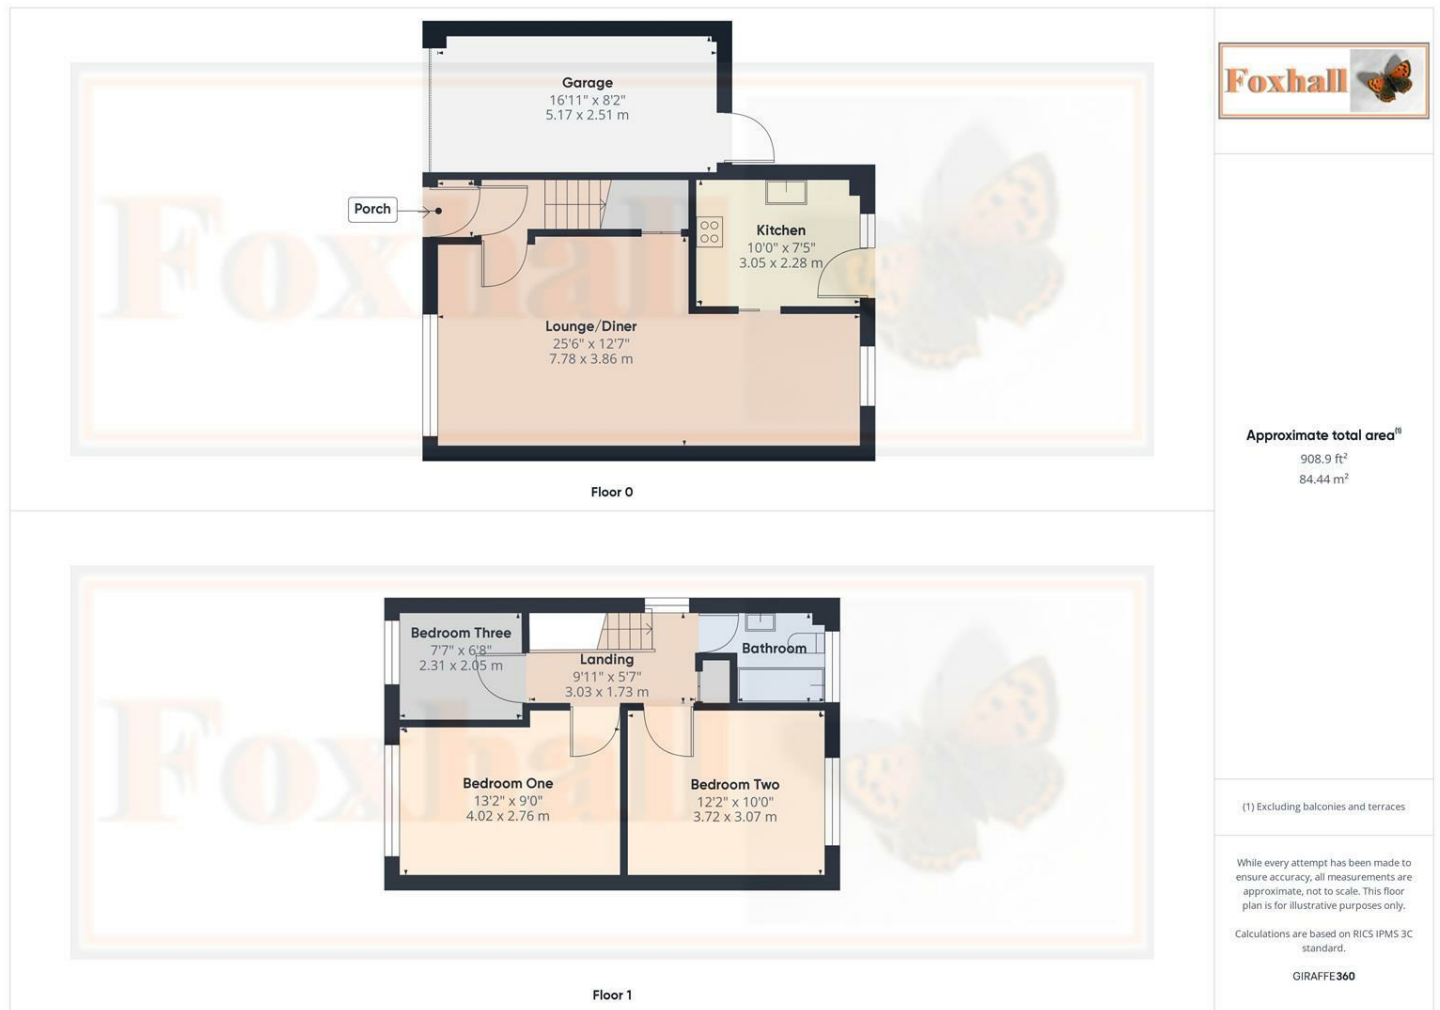 Garage
16'11" x 8'2"
5.17 x 2.51 m
Porch
Kitchen
10'0" x 7'5"
3.05 x 2.28 m
Lounge/Diner
25'6" x 12'7"
7.78 x 3.86 m
Foxhall
Floor 0
Bedroom Three
7'7" x 6'8"
2.31 x 2.05 m
Landing
9'11" x 5'7"
3.03 x 1.73 m
Bathroom
Bedroom One
13'2" x 9'0"
4.02 x 2.76 m
Bedroom Two
12'2" x 10'0"
3.72 x 3.07 m
Foxhall
Floor 1
Foxhall
Approximate total area(1)
908.9 ft²
84.44 m²
(1) Excluding balconies and terraces
While every attempt has been made to
ensure accuracy, all measurements are
approximate, not to scale. This floor
plan is for illustrative purposes only.
Calculations are based on RICS IPMS 3C
standard.
GIRAFFE360